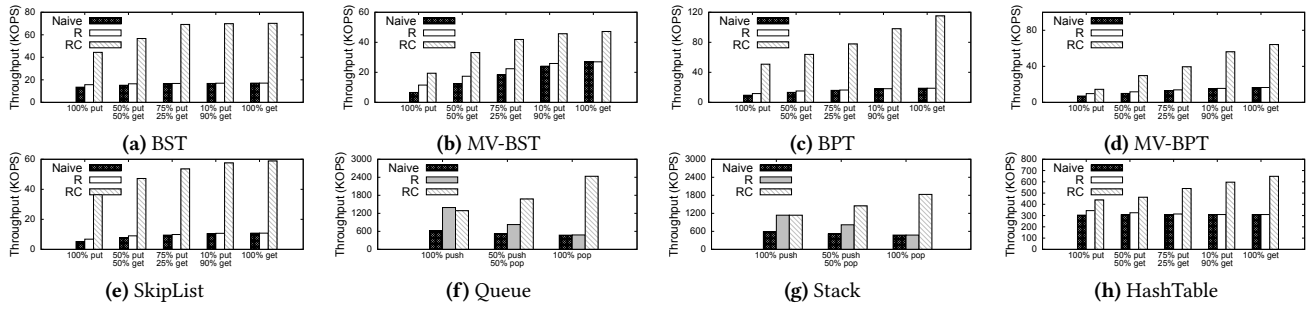 Throughput (KOPS)
80
60
40
20
0
Naive
R
RC
100% put
50% put
50% get
75% put
25% get
10% put
90% get
100% get
(a) BST
Throughput (KOPS)
60
40
20
0
Naive
R
RC
100% put
50% put
50% get
75% put
25% get
10% put
90% get
100% get
(b) MV-BST
Throughput (KOPS)
120
80
40
0
Naive
R
RC
100% put
50% put
50% get
75% put
25% get
10% put
90% get
100% get
(c) BPT
Throughput (KOPS)
120
80
40
0
Naive
R
RC
100% put
50% put
50% get
75% put
25% get
10% put
90% get
100% get
(d) MV-BPT
Throughput (KOPS)
60
40
20
0
Naive
R
RC
100% put
50% put
50% get
75% put
25% get
10% put
90% get
100% get
(e) SkipList
Throughput (KOPS)
3000
2400
1800
1200
600
0
Naive
R
RC
100% push
50% push
50% pop
100% pop
(f) Queue
Throughput (KOPS)
3000
2400
1800
1200
600
0
Naive
R
RC
100% push
50% push
50% pop
100% pop
(g) Stack
Throughput (KOPS)
800
700
600
500
400
300
200
100
0
Naive
R
RC
100% put
50% put
50% get
75% put
25% get
10% put
90% get
100% get
(h) HashTable